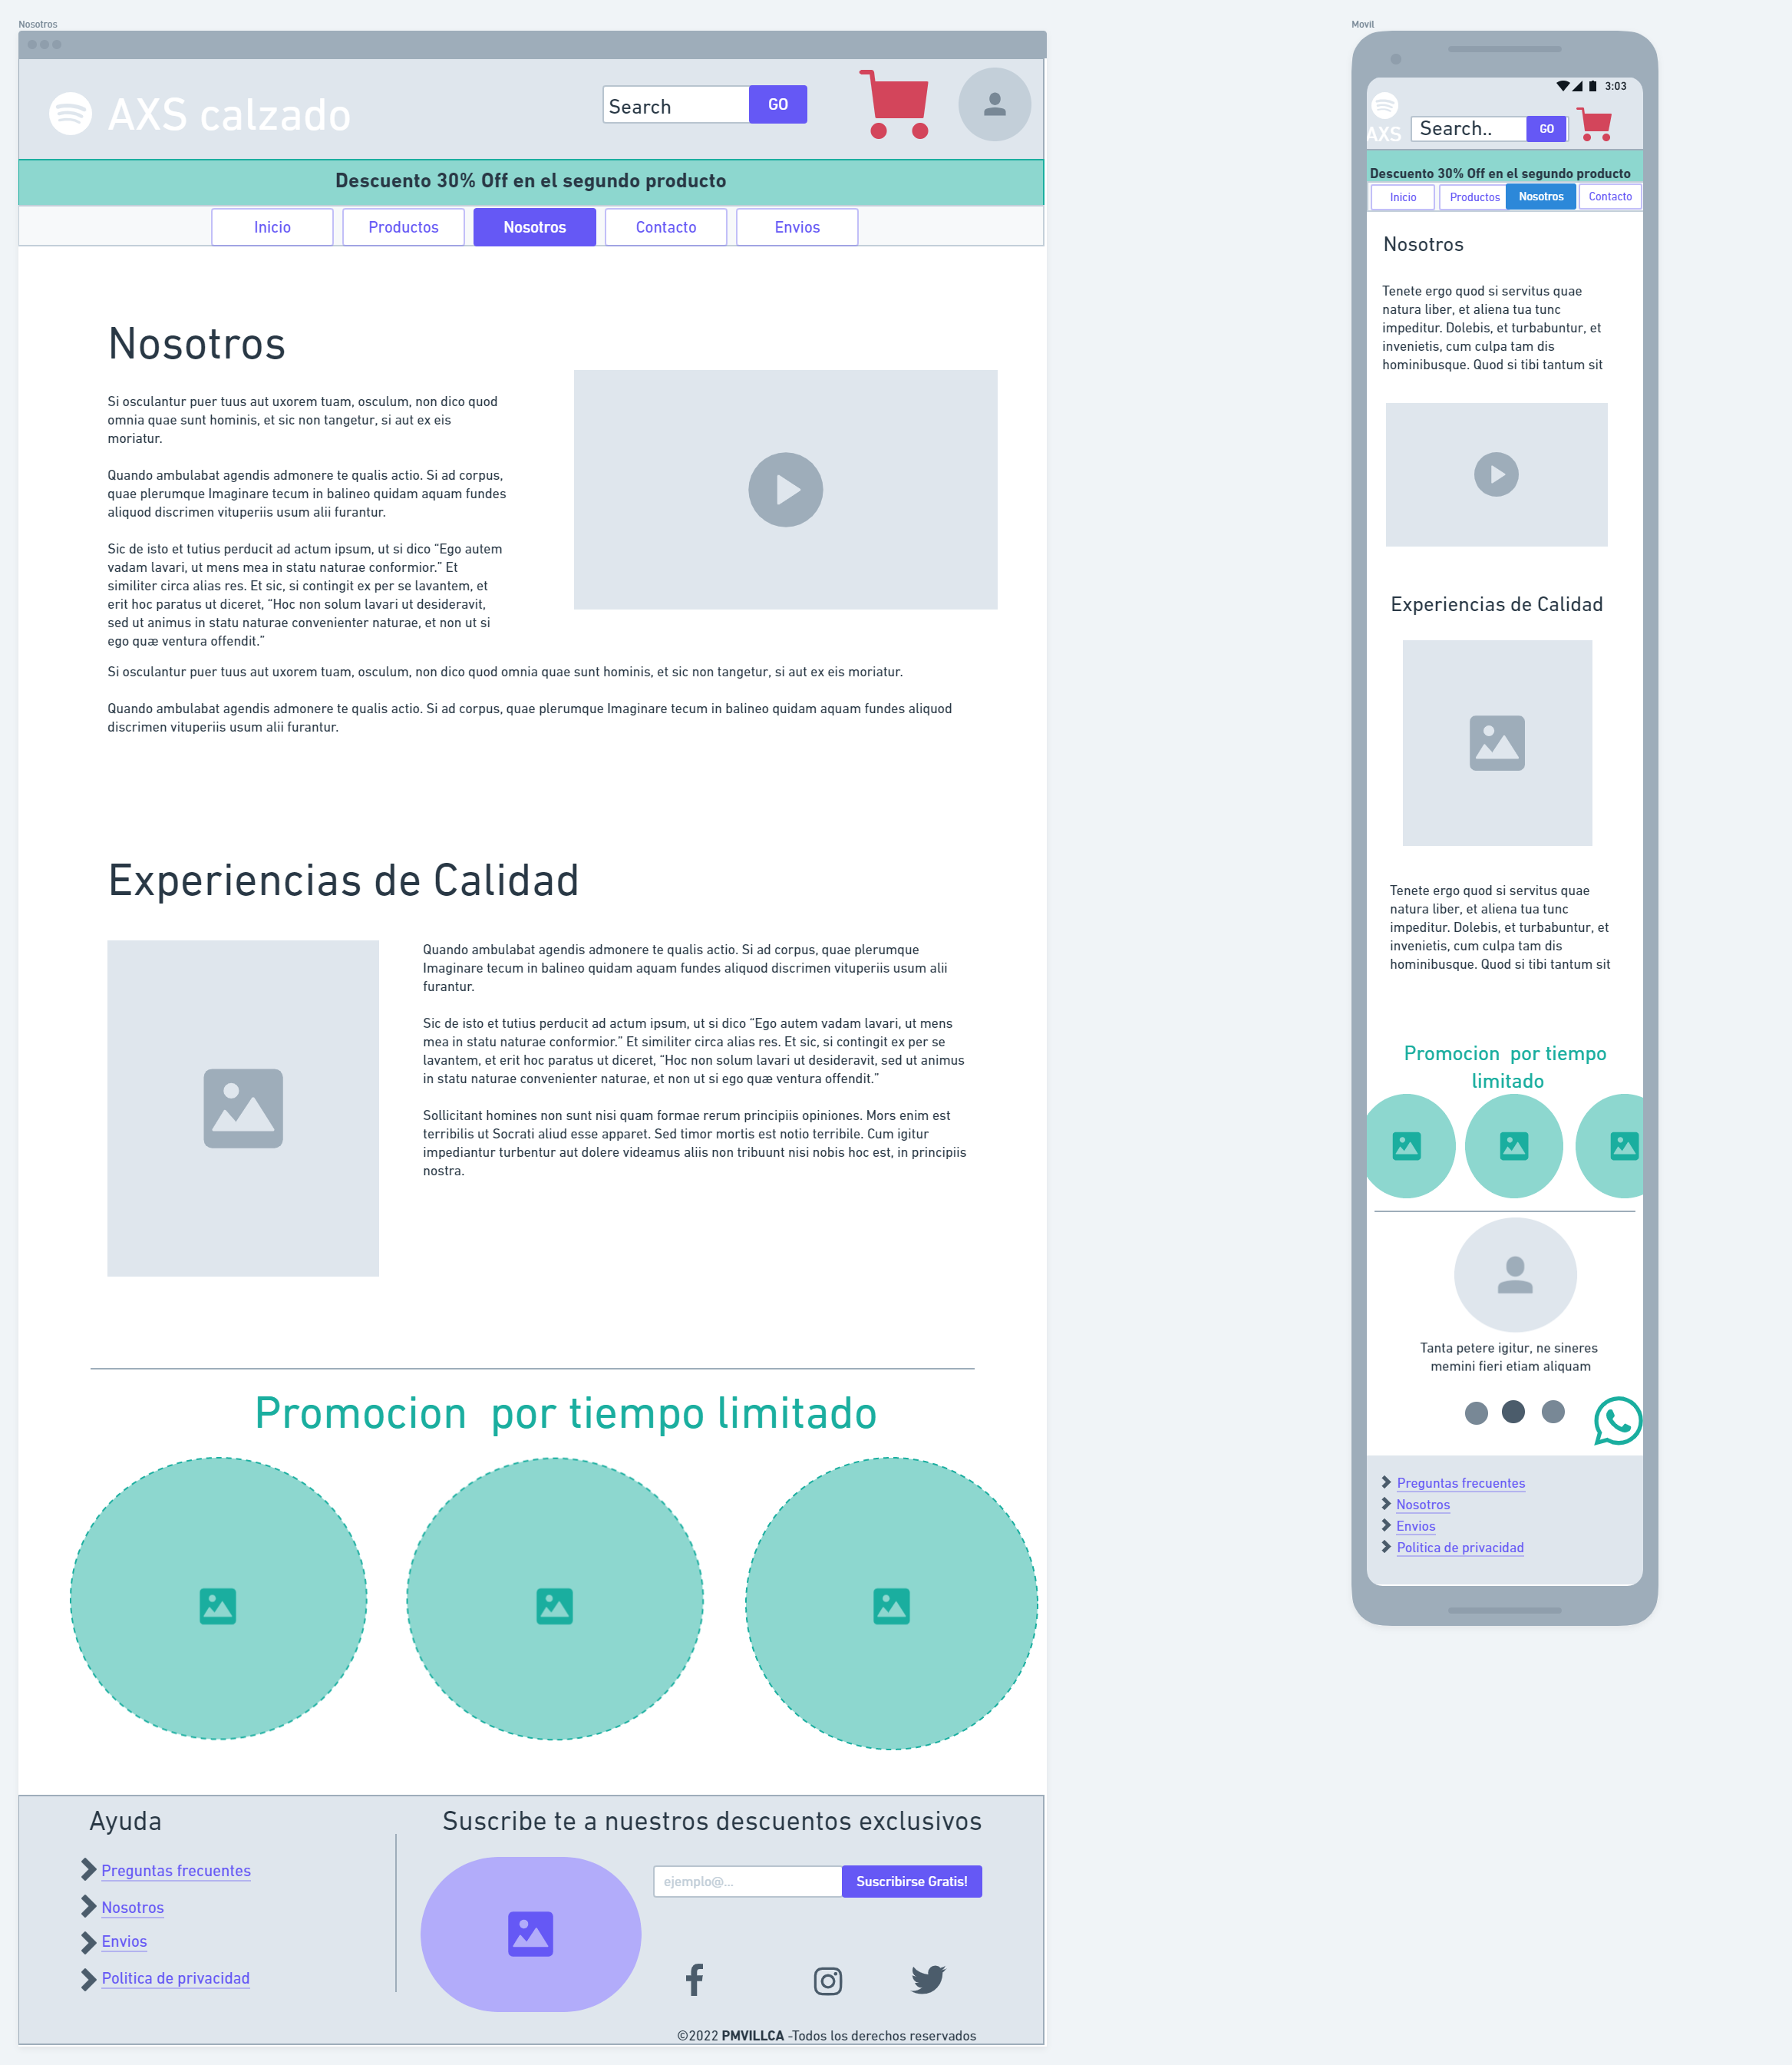 Nosotros
AXS calzado
Search
GO
Descuento 30% Off en el segundo producto
Inicio
Productos
Nosotros
Contacto
Envios
Nosotros
Si osculantur puer tuus aut uxorem tuam, osculum, non dico quod
omnia quae sunt hominis, et sic non tangetur, si aut ex eis
moriatur.
Quando ambulabat agendis admonere te qualis actio. Si ad corpus,
quae plerumque Imaginare tecum in balineo quidam aquam fundes
aliquod discrimen vituperiis usum alii furantur.
Sic de isto et tutius perducit ad actum ipsum, ut si dico “Ego autem
vadam lavari, ut mens mea in statu naturae conformior.” Et
similiter circa alias res. Et sic, si contingit ex per se lavantem, et
erit hoc paratus ut diceret, “Hoc non solum lavari ut desideravit,
sed ut animus in statu naturae convenienter naturae, et non ut si
ego quæ ventura offendit.”
Si osculantur puer tuus aut uxorem tuam, osculum, non dico quod omnia quae sunt hominis, et sic non tangetur, si aut ex eis moriatur.
Quando ambulabat agendis admonere te qualis actio. Si ad corpus, quae plerumque Imaginare tecum in balineo quidam aquam fundes aliquod
discrimen vituperiis usum alii furantur.
Experiencias de Calidad
Quando ambulabat agendis admonere te qualis actio. Si ad corpus, quae plerumque
Imaginare tecum in balineo quidam aquam fundes aliquod discrimen vituperiis usum alii
furantur.
Sic de isto et tutius perducit ad actum ipsum, ut si dico “Ego autem vadam lavari, ut mens
mea in statu naturae conformior.” Et similiter circa alias res. Et sic, si contingit ex per se
lavantem, et erit hoc paratus ut diceret, “Hoc non solum lavari ut desideravit, sed ut animus
in statu naturae convenienter naturae, et non ut si ego quæ ventura offendit.”
Sollicitant homines non sunt nisi quam formae rerum principiis opiniones. Mors enim est
terribilis ut Socrati aliud esse apparet. Sed timor mortis est notio terribile. Cum igitur
impediantur turbentur aut dolere videamus aliis non tribuunt nisi nobis hoc est, in principiis
nostra.
Promocion  por tiempo limitado
Ayuda
Preguntas frecuentes
Nosotros
Envios
Politica de privacidad
Suscribe te a nuestros descuentos exclusivos
ejemplo@...
Suscribirse Gratis!
©2022 PMVILLCA -Todos los derechos reservados
Movil
3:03
AXS
Search..
GO
Descuento 30% Off en el segundo producto
Inicio
Productos
Nosotros
Contacto
Nosotros
Tenete ergo quod si servitus quae
natura liber, et aliena tua tunc
impeditur. Dolebis, et turbabuntur, et
invenietis, cum culpa tam dis
hominibusque. Quod si tibi tantum sit
Experiencias de Calidad
Tenete ergo quod si servitus quae
natura liber, et aliena tua tunc
impeditur. Dolebis, et turbabuntur, et
invenietis, cum culpa tam dis
hominibusque. Quod si tibi tantum sit
Promocion  por tiempo
limitado
Tanta petere igitur, ne sineres
memini fieri etiam aliquam
Preguntas frecuentes
Nosotros
Envios
Politica de privacidad